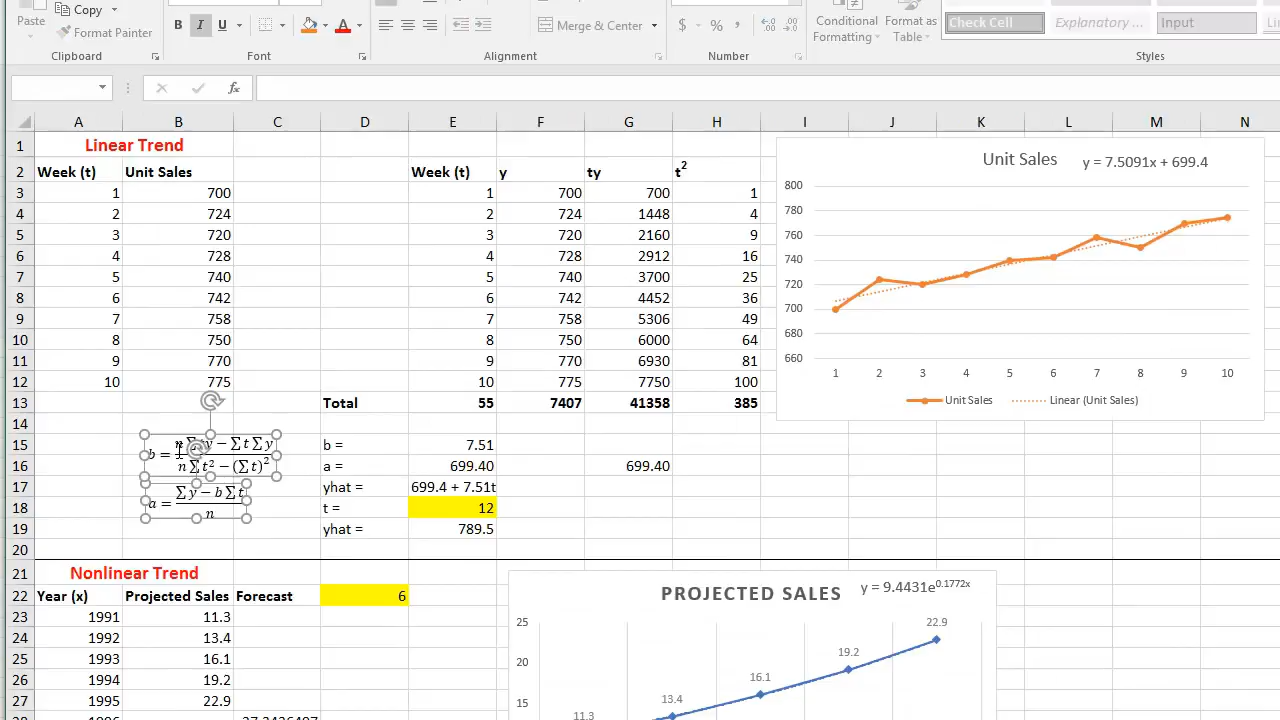 Paste Copy Format Painter
B I U A $ % ,
Merge & Center
Conditional Formatting Format as Table
Check Cell Explanatory ... Input
Clipboard Font Alignment Number Styles
fx
A B C D E F G H I J K L M N
1 Linear Trend
2 Week (t) Unit Sales Week (t) y ty t²
3 1 700 1 700 700 1
4 2 724 2 724 1448 4
5 3 720 720 2160 9
6 4 728 4 728 2912 16
7 5 740 5 740 3700 25
8 6 742 6 742 4452 36
9 7 758 7 758 5306 49
10 8 750 8 750 6000 64
11 9 770 9 770 6930 81
12 10 775 10 775 7750 100
13 Total 55 7407 41358 385
14
15 b = 7.51
16 a = 699.40 699.40
17 yhat = 699.4 + 7.51t
18 t = 12
19 yhat = 789.5
20
b = n ∑ ty − ∑ t ∑ y
n ∑ t² − (∑ t)²
a = ∑ y − b ∑ t
n
Unit Sales y = 7.5091x + 699.4
800
780
760
740
720
700
680
660
1 2 3 4 5 6 7 8 9 10
Unit Sales Linear (Unit Sales)
21 Nonlinear Trend
22 Year (x) Projected Sales Forecast 6
23 1991 11.3
24 1992 13.4
25 1993 16.1
26 1994 19.2
27 1995 22.9
PROJECTED SALES y = 9.4431e^0.1772x
25
20
15
11.3 13.4 16.1 19.2 22.9